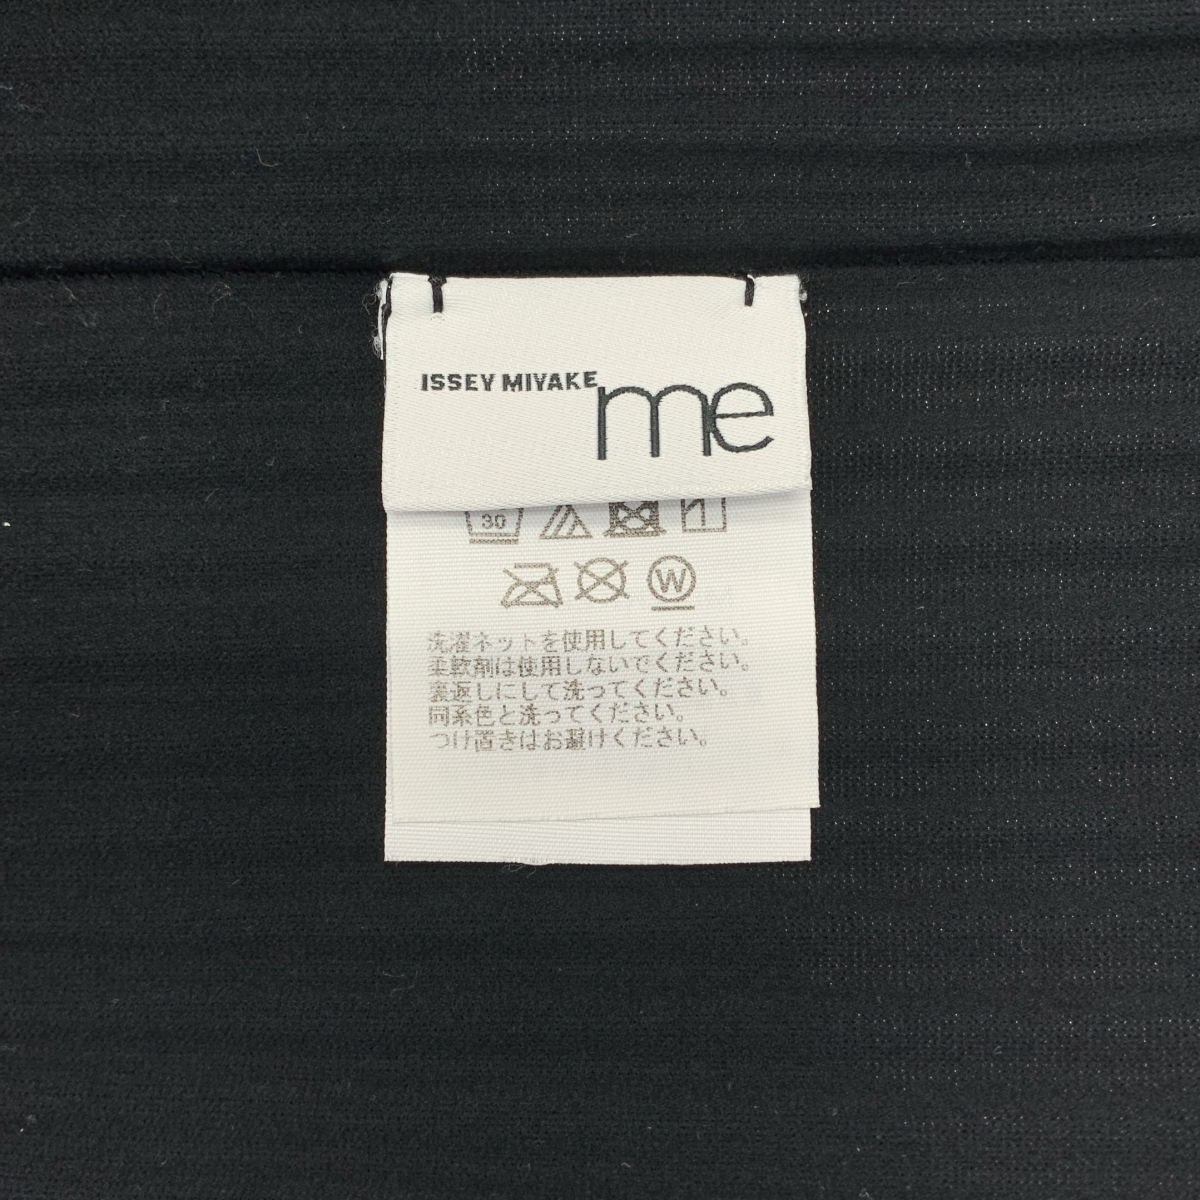 ISSEY MIYAKE me
30
W
洗濯ネットを使用してください。
柔軟剤は使用しないでください。
裏返しにして洗ってください。
同系色と洗ってください。
つけ置きはお避けください。